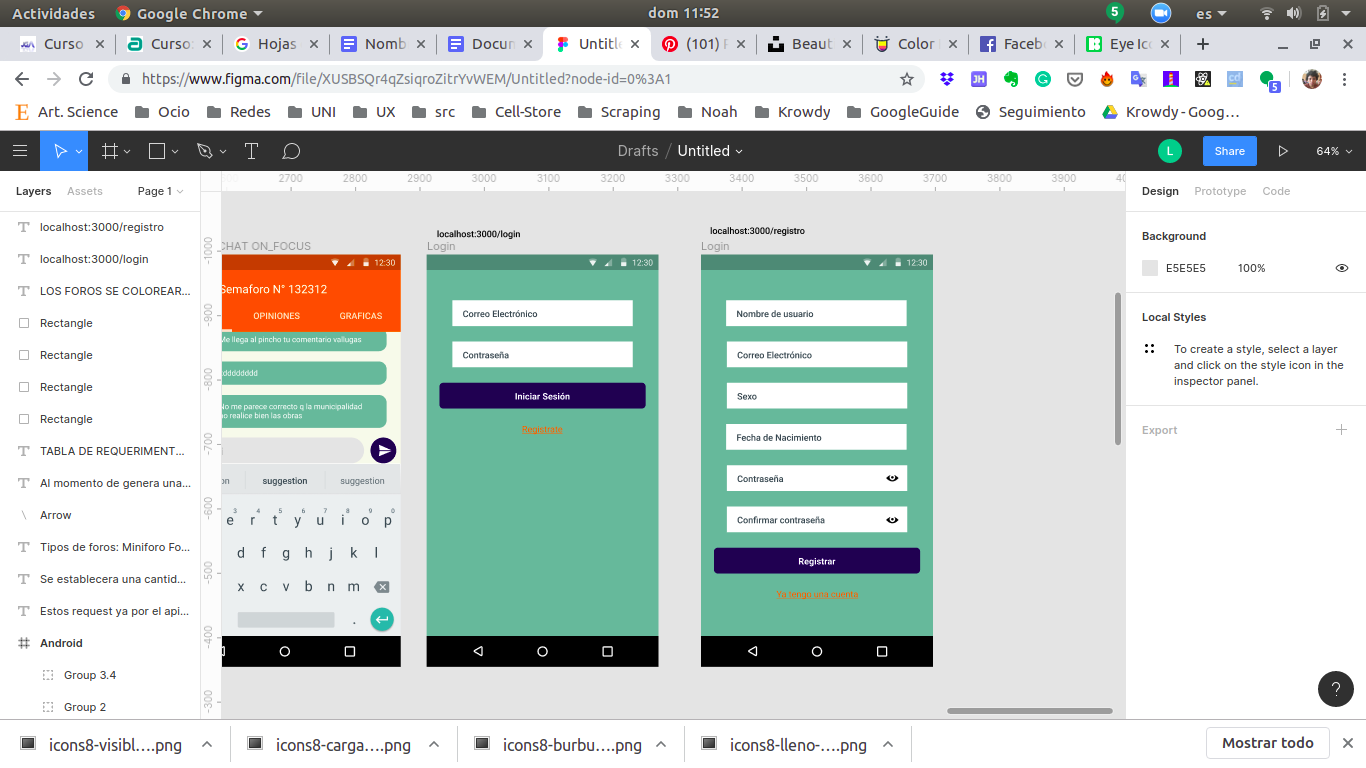 Actividades Google Chrome dom 11:52 5 es
Curso Curso: Hojas Nomb Docun Untitle (101) F Beaut Color Faceb Eye Ico
https://www.figma.com/file/XUSBSQr4qZsiqroZitrYvWEM/Untitled?node-id=0%3A1
Art. Science Ocio Redes UNI UX src Cell-Store Scraping Noah Krowdy GoogleGuide Seguimiento Krowdy - Goog...
Drafts / Untitled L Share 64%
Layers Assets Page 1
2700 2800 2900 3000 3100 3200 3300 3400 3500 3600 3700 3800 3900
Design Prototype Code
localhost:3000/registro
localhost:3000/login
LOS FOROS SE COLOREAR...
Rectangle
Rectangle
Rectangle
Rectangle
TABLA DE REQUERIMENT...
Al momento de genera una...
Arrow
Tipos de foros: Miniforo Fo...
Se establecera una cantid...
Estos request ya por el api...
Android
Group 3.4
Group 2
-1000
-900
-800
-700
-600
-500
-400
-300
CHAT ON_FOCUS
12:30
Semaforo N° 132312
OPINIONES GRAFICAS
Me llega al pincho tu comentario vallugas
ddddddd
No me parece correcto q la municipalidad
no realice bien las obras
on suggestion suggestion
3 4 5 6 7 8 9 0
e r t y u i o p
d f g h j k l
x c v b n m
.
localhost:3000/login
Login
12:30
Correo Electrónico
Contraseña
Iniciar Sesión
Registrate
localhost:3000/registro
Login
12:30
Nombre de usuario
Correo Electrónico
Sexo
Fecha de Nacimiento
Contraseña
Confirmar contraseña
Registrar
Ya tengo una cuenta
Background
E5E5E5 100%
Local Styles
To create a style, select a layer
and click on the style icon in the
inspector panel.
Export
?
icons8-visibl....png icons8-carga....png icons8-burbu....png icons8-lleno-....png Mostrar todo